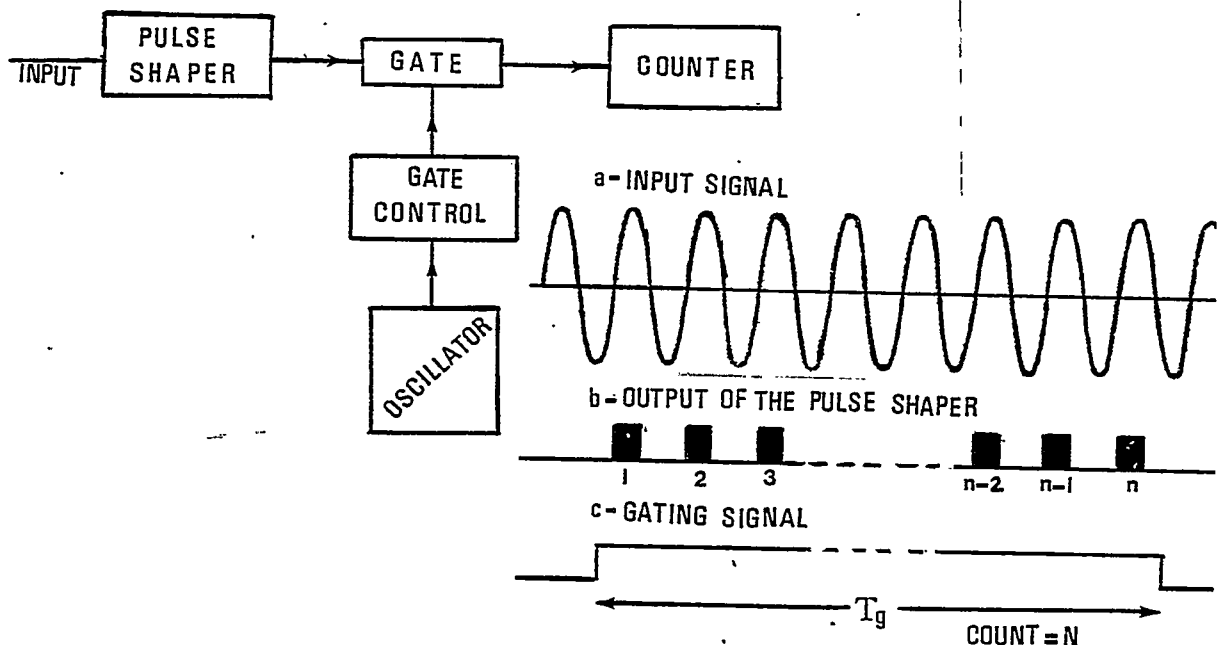 INPUT
PULSE
SHAPER
GATE
COUNTER
GATE
CONTROL
OSCILLATOR
a-INPUT SIGNAL
b-OUTPUT OF THE PULSE SHAPER
1 2 3 n-2 n-1 n
c-GATING SIGNAL
Tg
COUNT=N